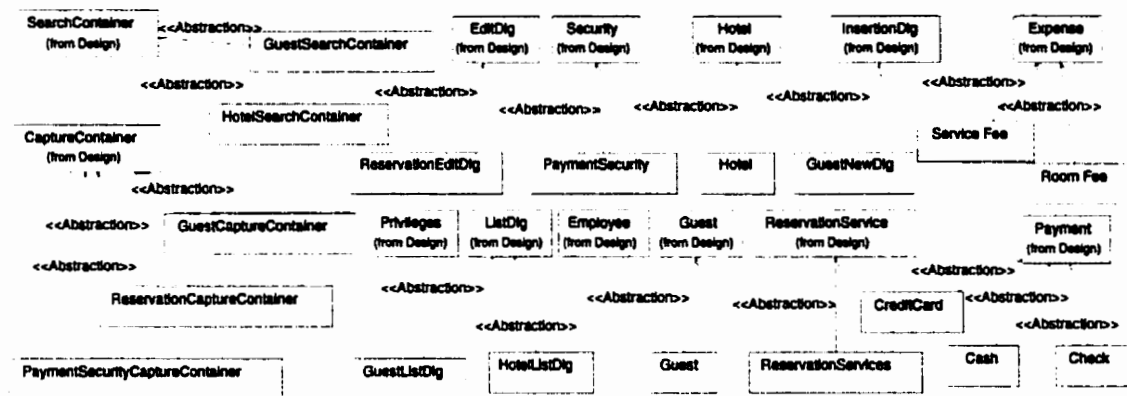 SearchContainer
(from Design)
<<Abstraction>>
GuestSearchContainer
EditDlg
(from Design)
Security
(from Design)
Hotel
(from Design)
InsertionDlg
(from Design)
Expense
(from Design)
<<Abstraction>>
<<Abstraction>>
<<Abstraction>>
<<Abstraction>>
<<Abstraction>>
<<Abstraction>>
HotelSearchContainer
CaptureContainer
(from Design)
Service Fee
ReservationEditDlg
PaymentSecurity
Hotel
GuestNewDlg
Room Fee
<<Abstraction>>
GuestCaptureContainer
Privileges
(from Design)
ListDlg
(from Design)
Employee
(from Design)
Guest
(from Design)
ReservationService
(from Design)
Payment
(from Design)
<<Abstraction>>
<<Abstraction>>
<<Abstraction>>
<<Abstraction>>
<<Abstraction>>
<<Abstraction>>
ReservationCaptureContainer
CreditCard
<<Abstraction>>
<<Abstraction>>
PaymentSecurityCaptureContainer
GuestListDlg
HotelListDlg
Guest
ReservationServices
Cash
Check